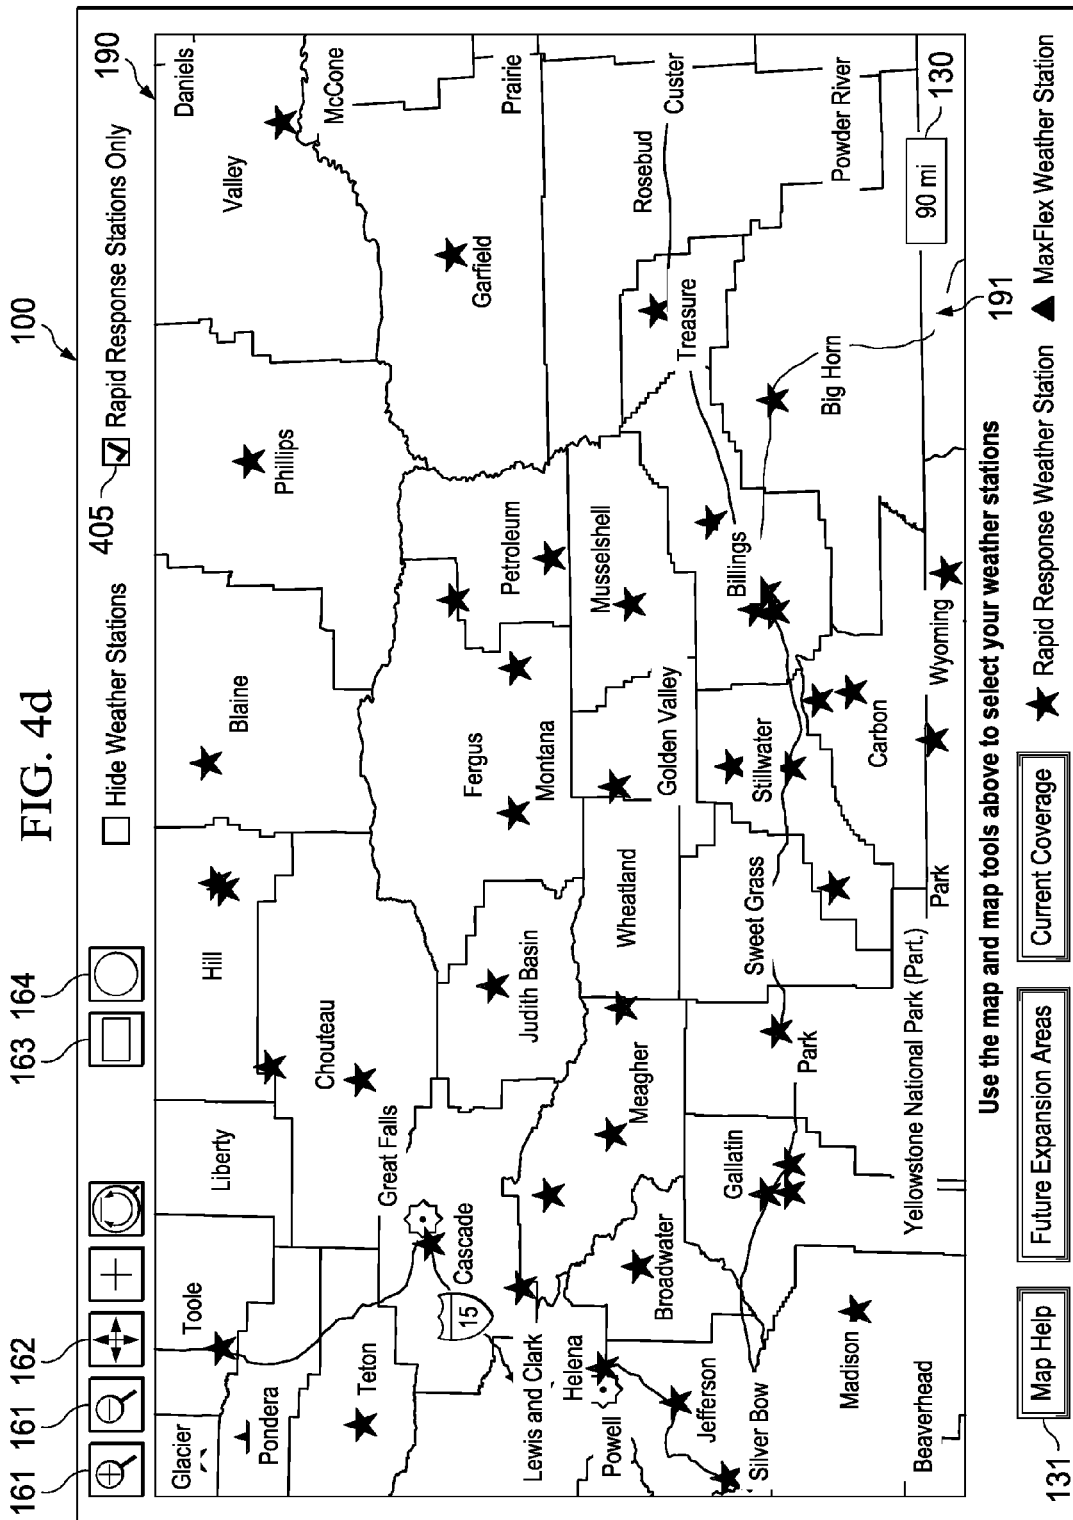 FIG. 4d
100
161
161
162
163
164
405
190
Hide Weather Stations
Rapid Response Stations Only
Glacier
Toole
Liberty
Hill
Blaine
Phillips
Valley
Daniels
Pondera
Chouteau
McCone
Teton
Great Falls
Cascade
15
Judith Basin
Fergus
Montana
Petroleum
Garfield
Prairie
Lewis and Clark
Helena
Powell
Meagher
Wheatland
Golden Valley
Musselshell
Treasure
Rosebud
Custer
Jefferson
Broadwater
Silver Bow
Gallatin
Park
Sweet Grass
Stillwater
Billings
Big Horn
Powder River
Madison
Carbon
Beaverhead
Yellowstone National Park (Part.)
Park
Wyoming
90 mi
130
191
Use the map and map tools above to select your weather stations
131
Map Help
Future Expansion Areas
Current Coverage
Rapid Response Weather Station
MaxFlex Weather Station